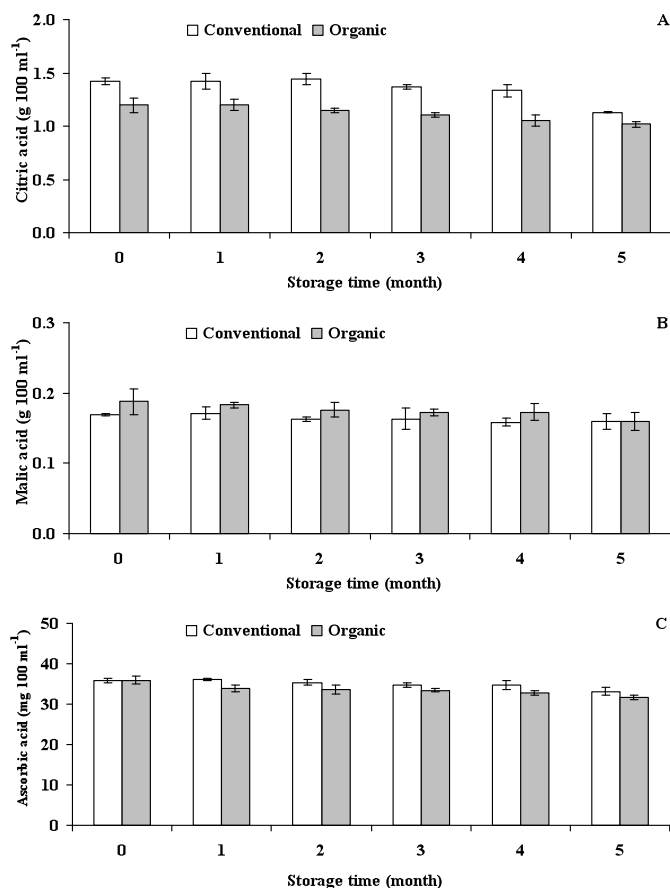 A
Conventional Organic
Citric acid (g 100 ml-1)
2.0
1.5
1.0
0.5
0.0
0 1 2 3 4 5
Storage time (month)
B
Conventional Organic
Malic acid (g 100 ml-1)
0.3
0.2
0.1
0.0
0 1 2 3 4 5
Storage time (month)
C
Conventional Organic
Ascorbic acid (mg 100 ml-1)
50
40
30
20
10
0
0 1 2 3 4 5
Storage time (month)